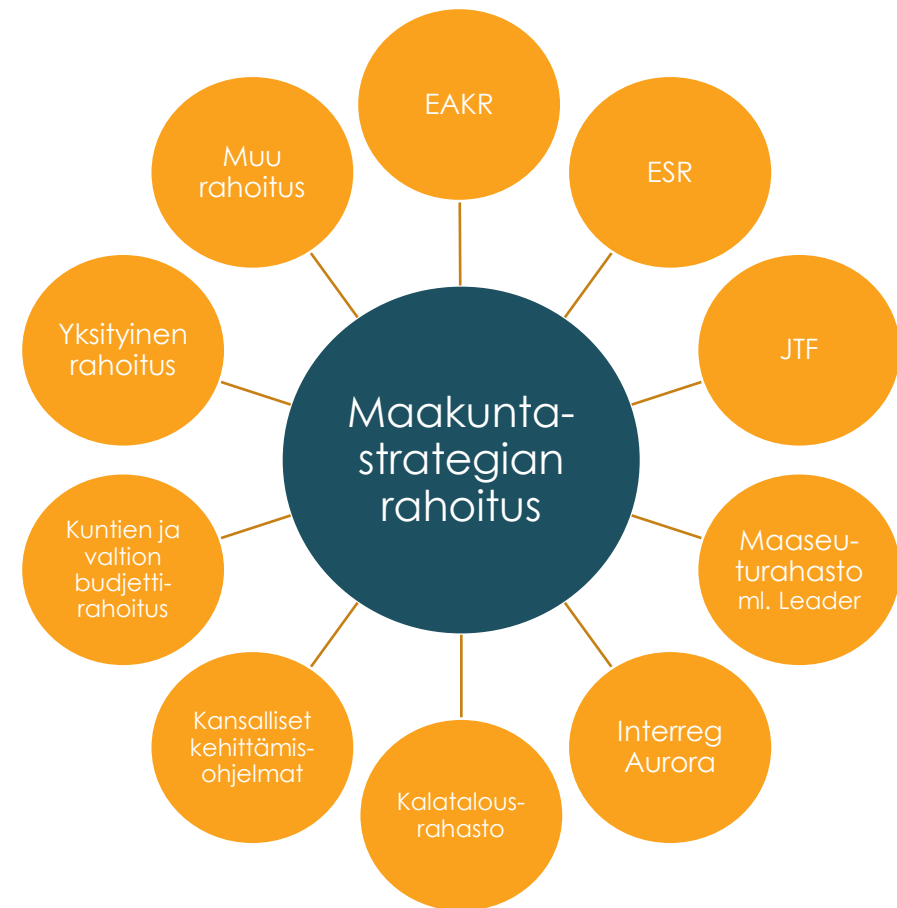 EAKR
ESR
JTF
Maaseu-
turahasto
ml. Leader
Interreg
Aurora
Kalatalous-
rahasto
Kansalliset
kehittämis-
ohjelmat
Kuntien ja
valtion
budjetti-
rahoitus
Yksityinen
rahoitus
Muu
rahoitus
Maakunta-
strategian
rahoitus